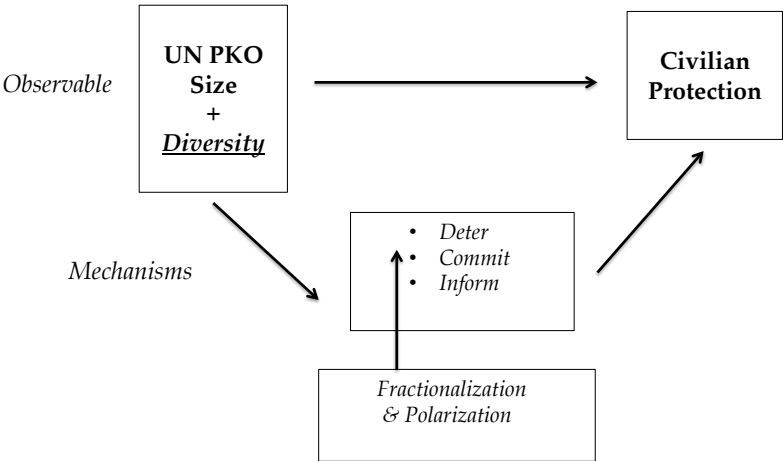 Observable
UN PKO
Size
+
Diversity
Civilian
Protection
Mechanisms
• Deter
• Commit
• Inform
Fractionalization
& Polarization